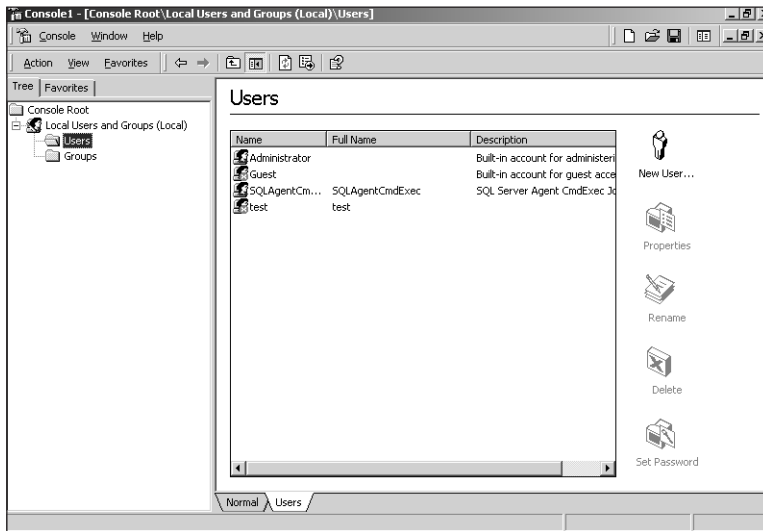 Console1 - [Console Root\Local Users and Groups (Local)\Users]
Console Window Help
Action View Favorites
Tree Favorites
Console Root
Local Users and Groups (Local)
Users
Groups
Users
Name Full Name Description
Administrator Built-in account for administeri
Guest Built-in account for guest acce
SQLAgentCm... SQLAgentCmdExec SQL Server Agent CmdExec Jo
test test
New User...
Properties
Rename
Delete
Set Password
Normal Users